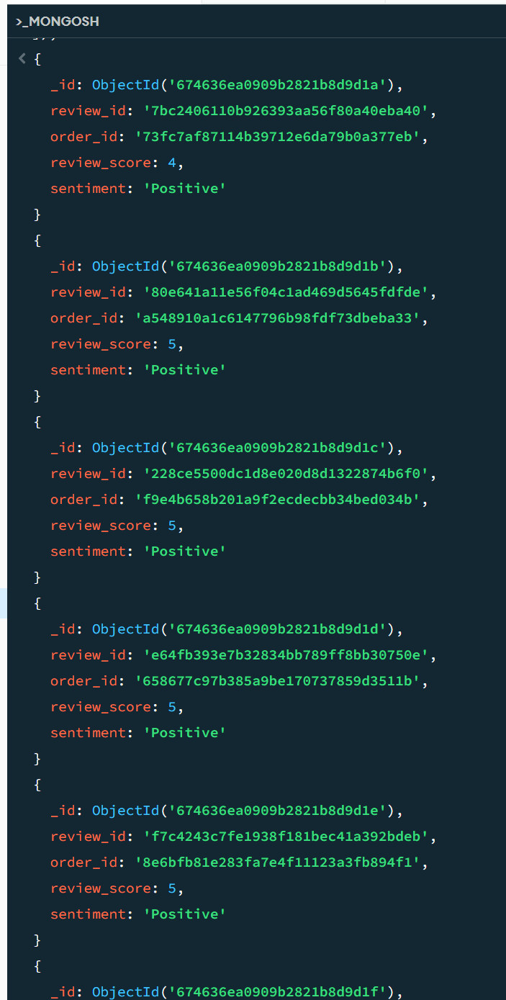 >_MONGOSH
{
_id: ObjectId('674636ea0909b2821b8d9d1a'),
review_id: '7bc2406110b926393aa56f80a40eba40',
order_id: '73fc7af87114b39712e6da79b0a377eb',
review_score: 4,
sentiment: 'Positive'
}
{
_id: ObjectId('674636ea0909b2821b8d9d1b'),
review_id: '80e641a11e56f04c1ad469d5645fdfde',
order_id: 'a548910a1c6147796b98fdf73dbeba33',
review_score: 5,
sentiment: 'Positive'
}
{
_id: ObjectId('674636ea0909b2821b8d9d1c'),
review_id: '228ce5500dc1d8e020d8d1322874b6f0',
order_id: 'f9e4b658b201a9f2ecdecbb34bed034b',
review_score: 5,
sentiment: 'Positive'
}
{
_id: ObjectId('674636ea0909b2821b8d9d1d'),
review_id: 'e64fb393e7b32834bb789ff8bb30750e',
order_id: '658677c97b385a9be170737859d3511b',
review_score: 5,
sentiment: 'Positive'
}
{
_id: ObjectId('674636ea0909b2821b8d9d1e'),
review_id: 'f7c4243c7fe1938f181bec41a392bdeb',
order_id: '8e6bfb81e283fa7e4f11123a3fb894f1',
review_score: 5,
sentiment: 'Positive'
}
{
_id: ObjectId('674636ea0909b2821b8d9d1f'),